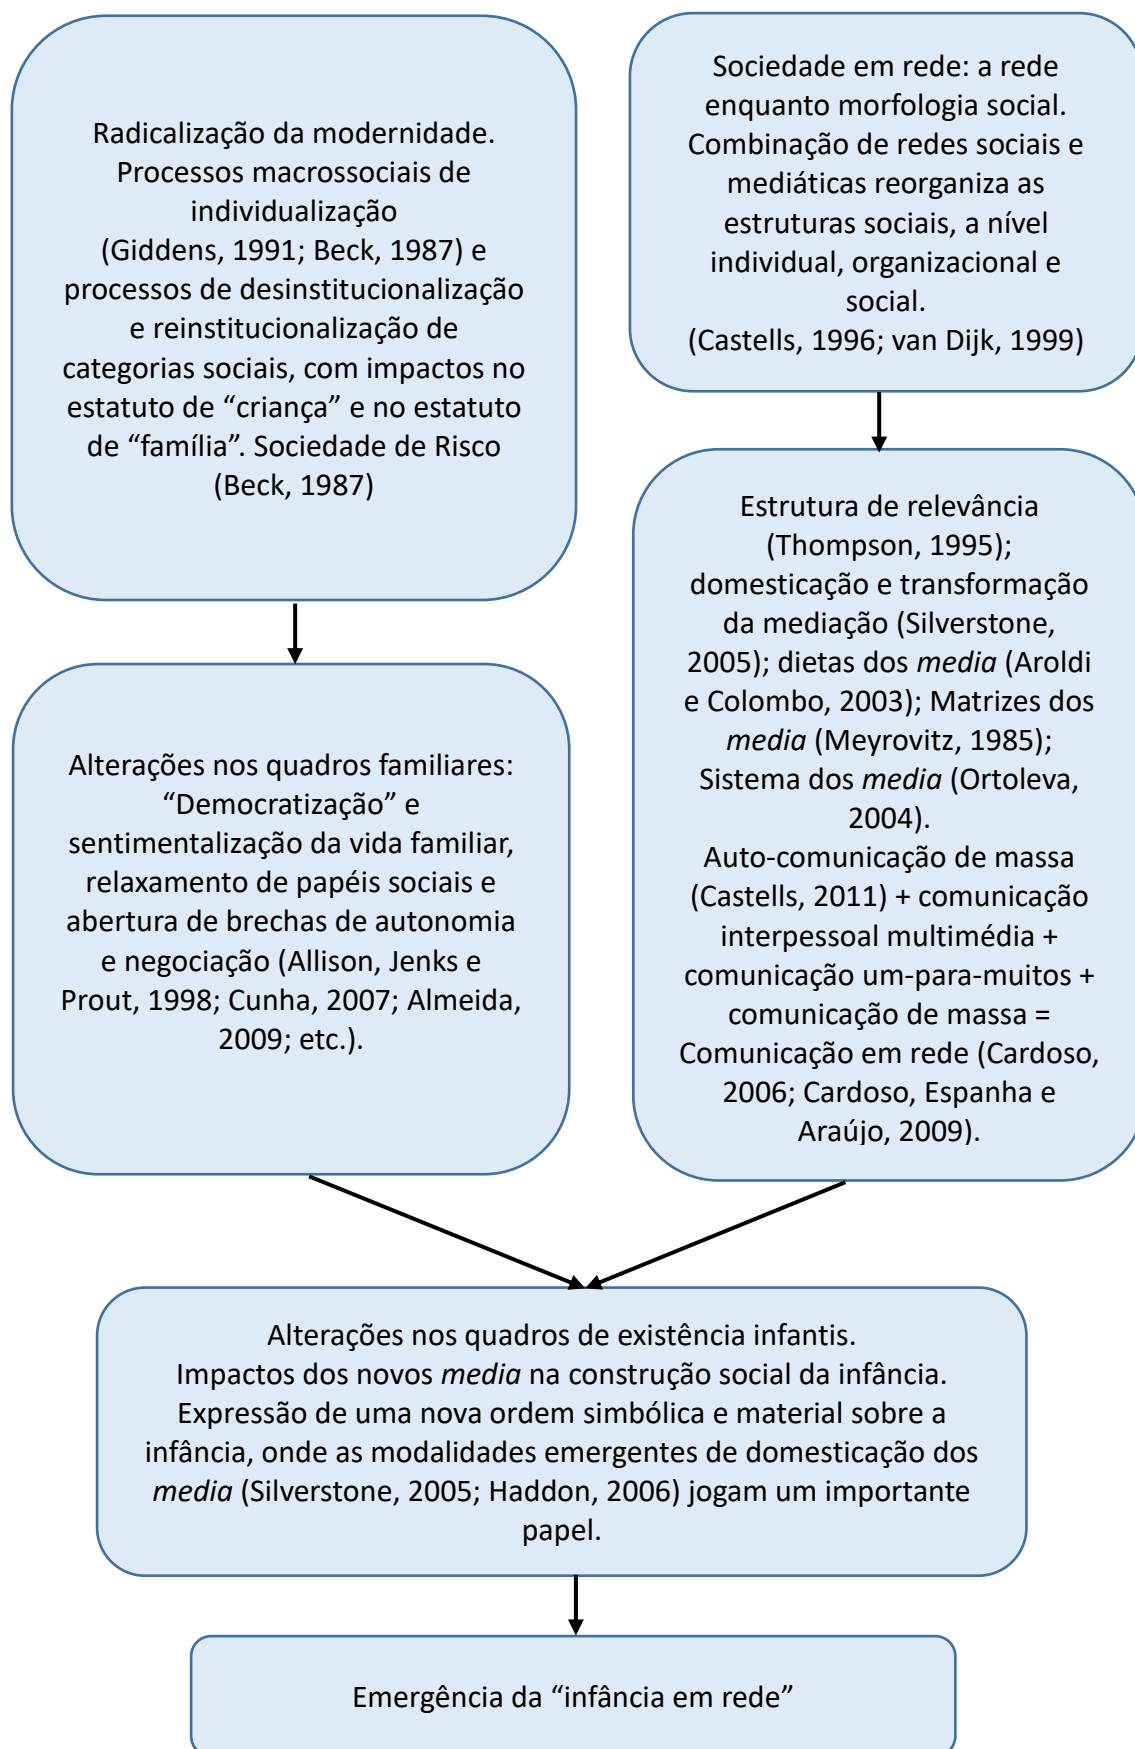 Radicalização da modernidade.
Processos macrossociais de
individualização
(Giddens, 1991; Beck, 1987) e
processos de desinstitucionalização
e reinstitucionalização de
categorias sociais, com impactos no
estatuto de “criança” e no estatuto
de “família”. Sociedade de Risco
(Beck, 1987)
Sociedade em rede: a rede
enquanto morfologia social.
Combinação de redes sociais e
mediáticas reorganiza as
estruturas sociais, a nível
individual, organizacional e
social.
(Castells, 1996; van Dijk, 1999)
Alterações nos quadros familiares:
“Democratização” e
sentimentalização da vida familiar,
relaxamento de papéis sociais e
abertura de brechas de autonomia
e negociação (Allison, Jenks e
Prout, 1998; Cunha, 2007; Almeida,
2009; etc.).
Estrutura de relevância
(Thompson, 1995);
domesticação e transformação
da mediação (Silverstone,
2005); dietas dos media (Aroldi
e Colombo, 2003); Matrizes dos
media (Meyrovitz, 1985);
Sistema dos media (Ortoleva,
2004).
Auto-comunicação de massa
(Castells, 2011) + comunicação
interpessoal multimédia +
comunicação um-para-muitos +
comunicação de massa =
Comunicação em rede (Cardoso,
2006; Cardoso, Espanha e
Araújo, 2009).
Alterações nos quadros de existência infantis.
Impactos dos novos media na construção social da infância.
Expressão de uma nova ordem simbólica e material sobre a
infância, onde as modalidades emergentes de domesticação dos
media (Silverstone, 2005; Haddon, 2006) jogam um importante
papel.
Emergência da “infância em rede”